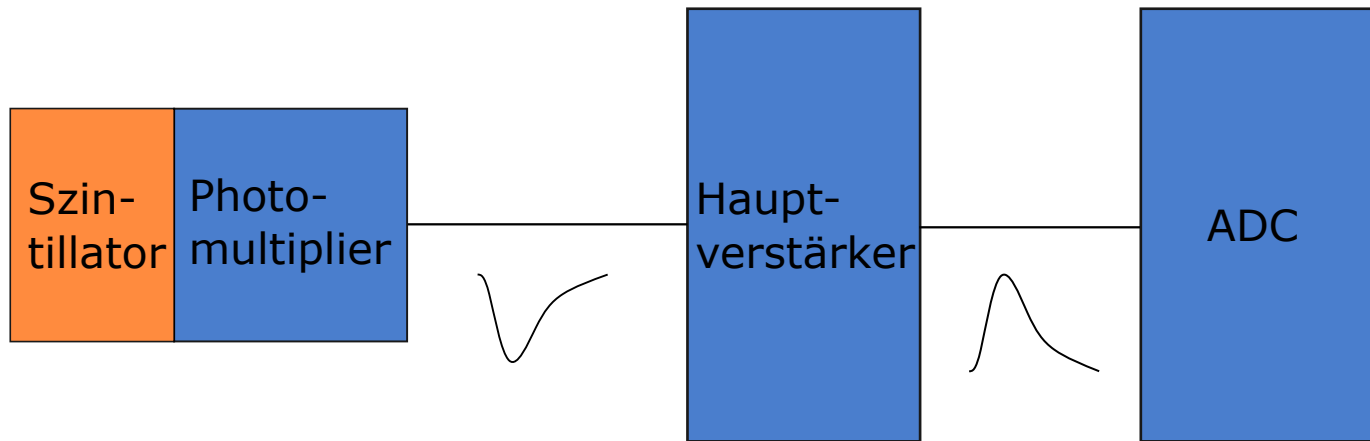 Szin-
tillator
Photo-
multiplier
Haupt-
verstärker
ADC